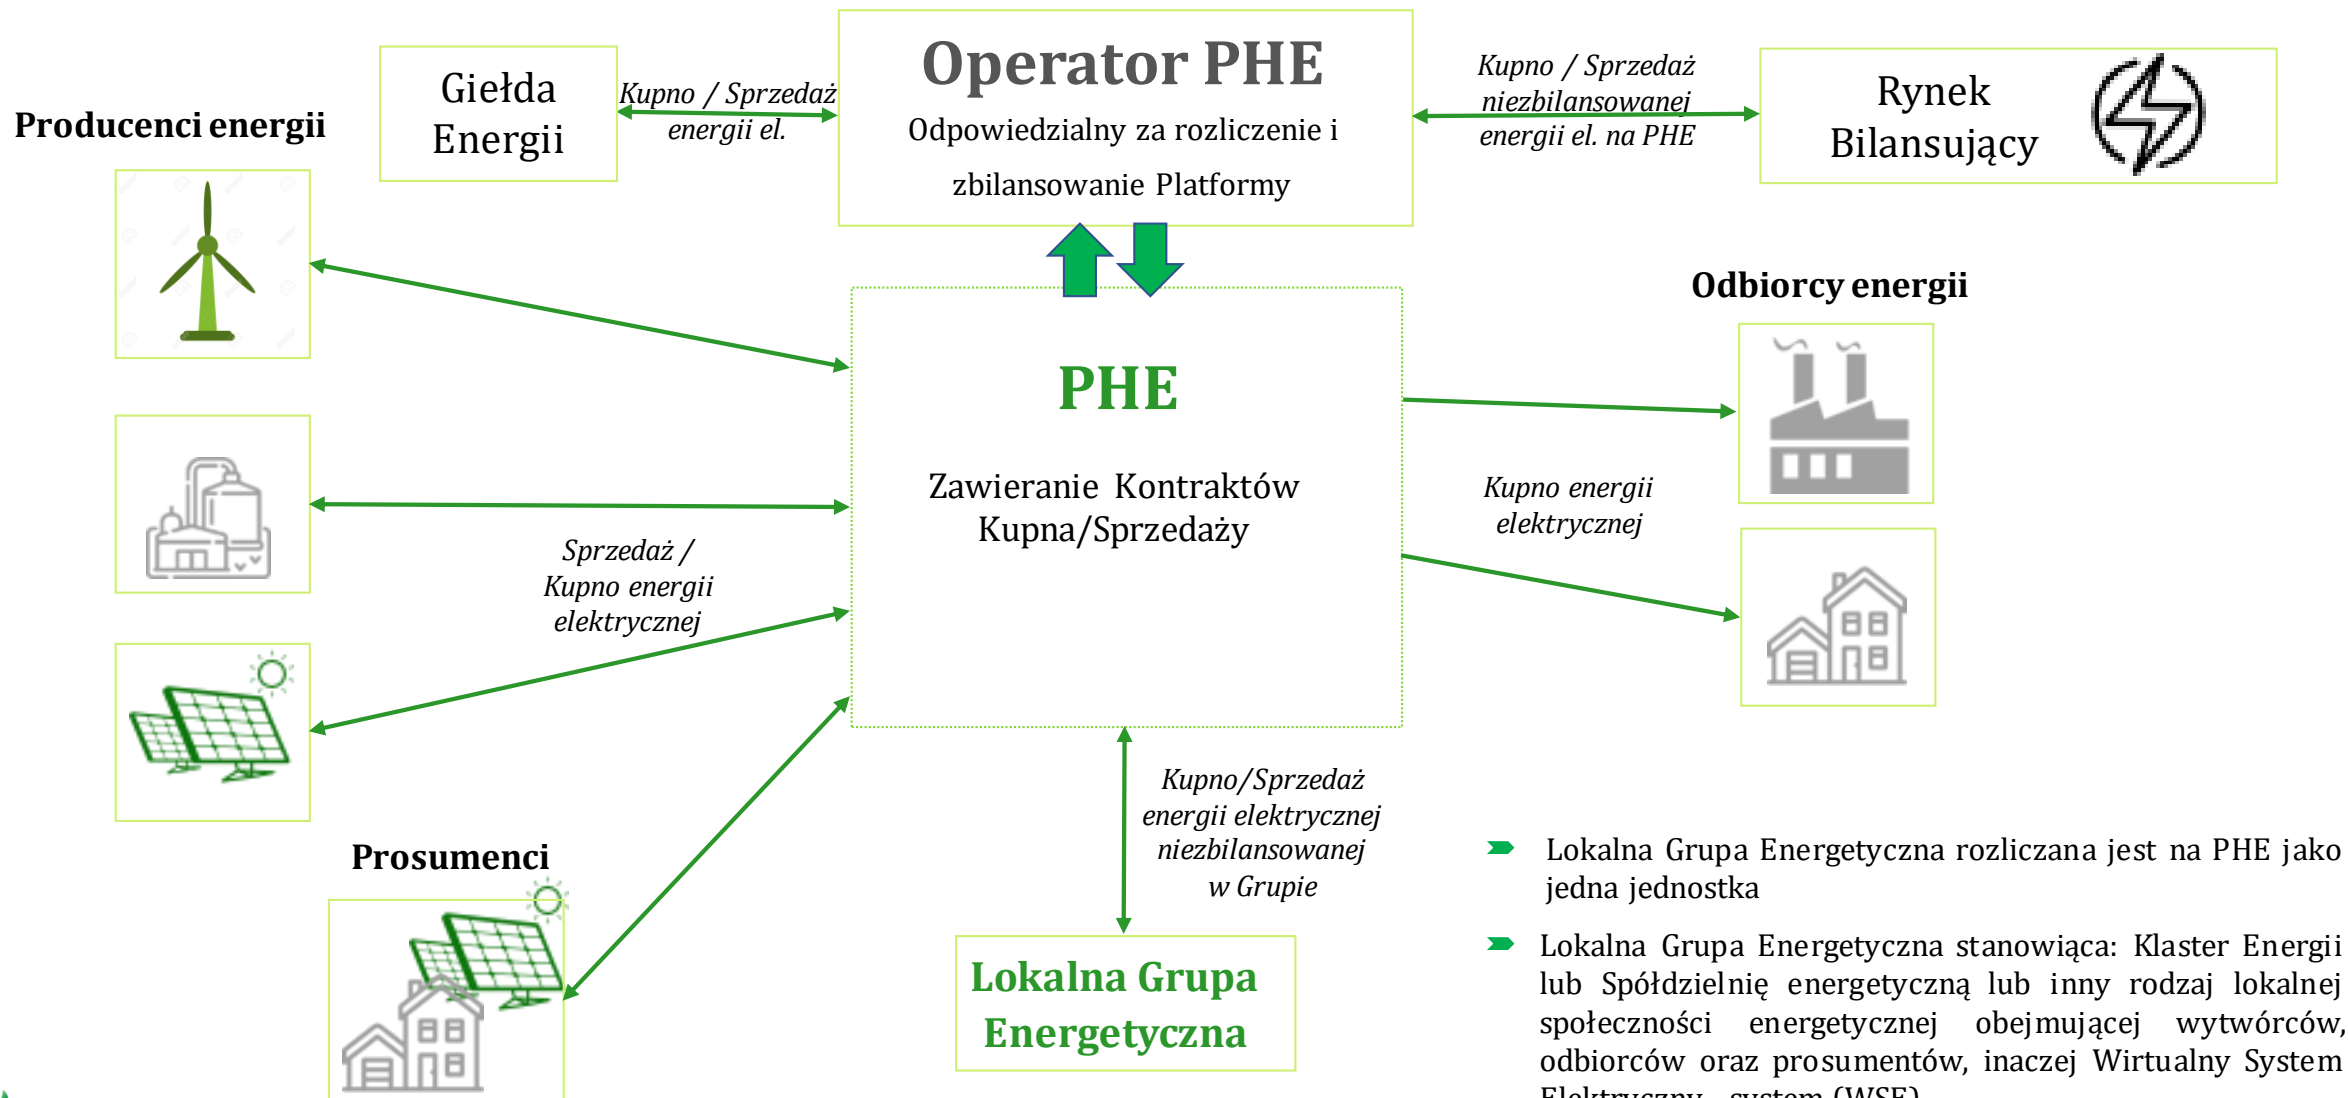 Operator PHE
Odpowiedzialny za rozliczenie i
zbilansowanie Platformy
Giełda
Energii
Kupno / Sprzedaż
energii el.
Kupno / Sprzedaż
niezbilansowanej
energii el. na PHE
Rynek
Bilansujący
Producenci energii
Odbiorcy energii
PHE
Zawieranie Kontraktów
Kupna/Sprzedaży
Sprzedaż /
Kupno energii
elektrycznej
Kupno energii
elektrycznej
Prosumenci
Kupno/Sprzedaż
energii elektrycznej
niezbilansowanej
w Grupie
Lokalna Grupa
Energetyczna
Lokalna Grupa Energetyczna rozliczana jest na PHE jako
jedna jednostka
Lokalna Grupa Energetyczna stanowiąca: Klaster Energii
lub Spółdzielnię energetyczną lub inny rodzaj lokalnej
społeczności energetycznej obejmującej wytwórców,
odbiorców oraz prosumentów, inaczej Wirtualny System
Elektryczny system (WSE)